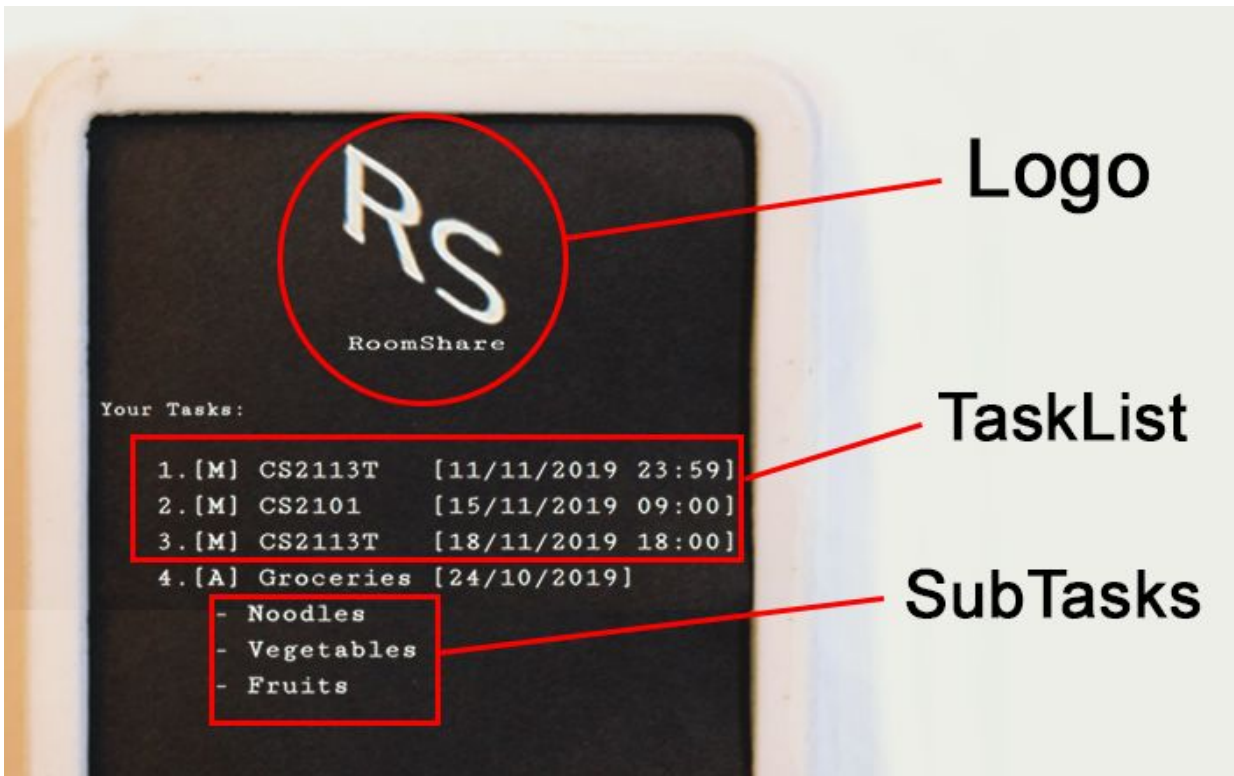 RS
RoomShare
Logo
Your Tasks:
TaskList
1.[M] CS2113T [11/11/2019 23:59]
2.[M] CS2101 [15/11/2019 09:00]
3.[M] CS2113T [18/11/2019 18:00]
4.[A] Groceries [24/10/2019]
SubTasks
- Noodles
- Vegetables
- Fruits